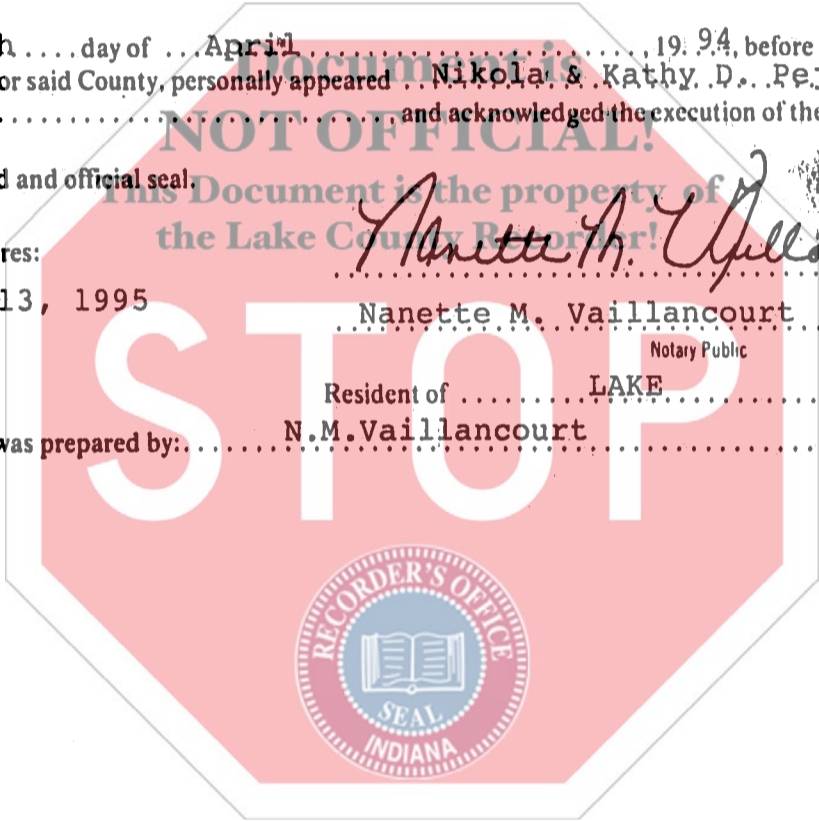 day of ... April ..., 19 94, before
Document is
or said County, personally appeared Nikola & Kathy D.
and acknowledged the execution of the
NOT OFFICIAL!
d and official seal.
This Document is the property of
the Lake County Recorder!
res:
Nanette M.
13, 1995
Nanette M. Vaillancourt
Notary Public
Resident of LAKE
was prepared by: N.M.Vaillancourt
STOP
RECORDER'S OFFICE
SEAL
INDIANA